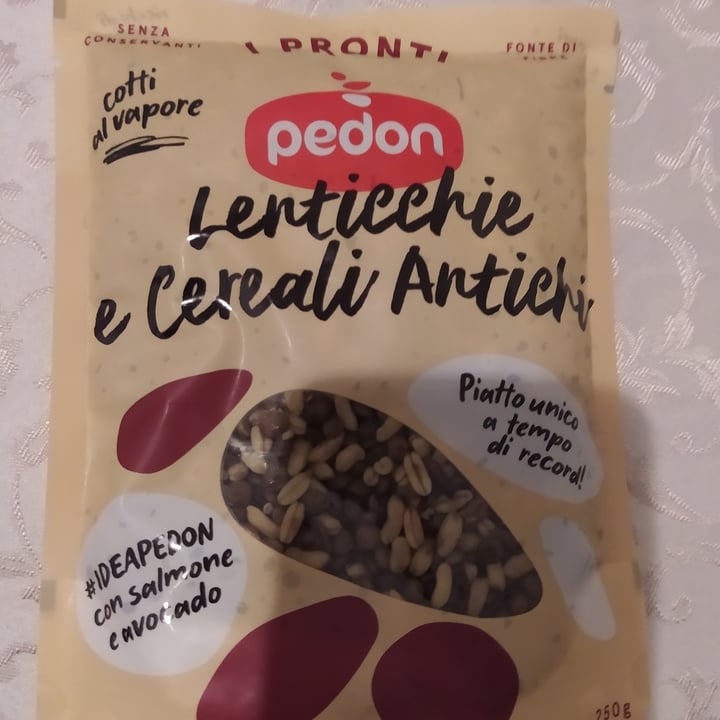 SENZA
CONSERVANTI
I PRONTI
FONTE DI
FIBRE
cotti
al vapore
pedon
Lenticchie
e Cereali Antichi
Piatto unico
a tempo
di record!
#IDEAPEDON
con salmone
e avocado
250g